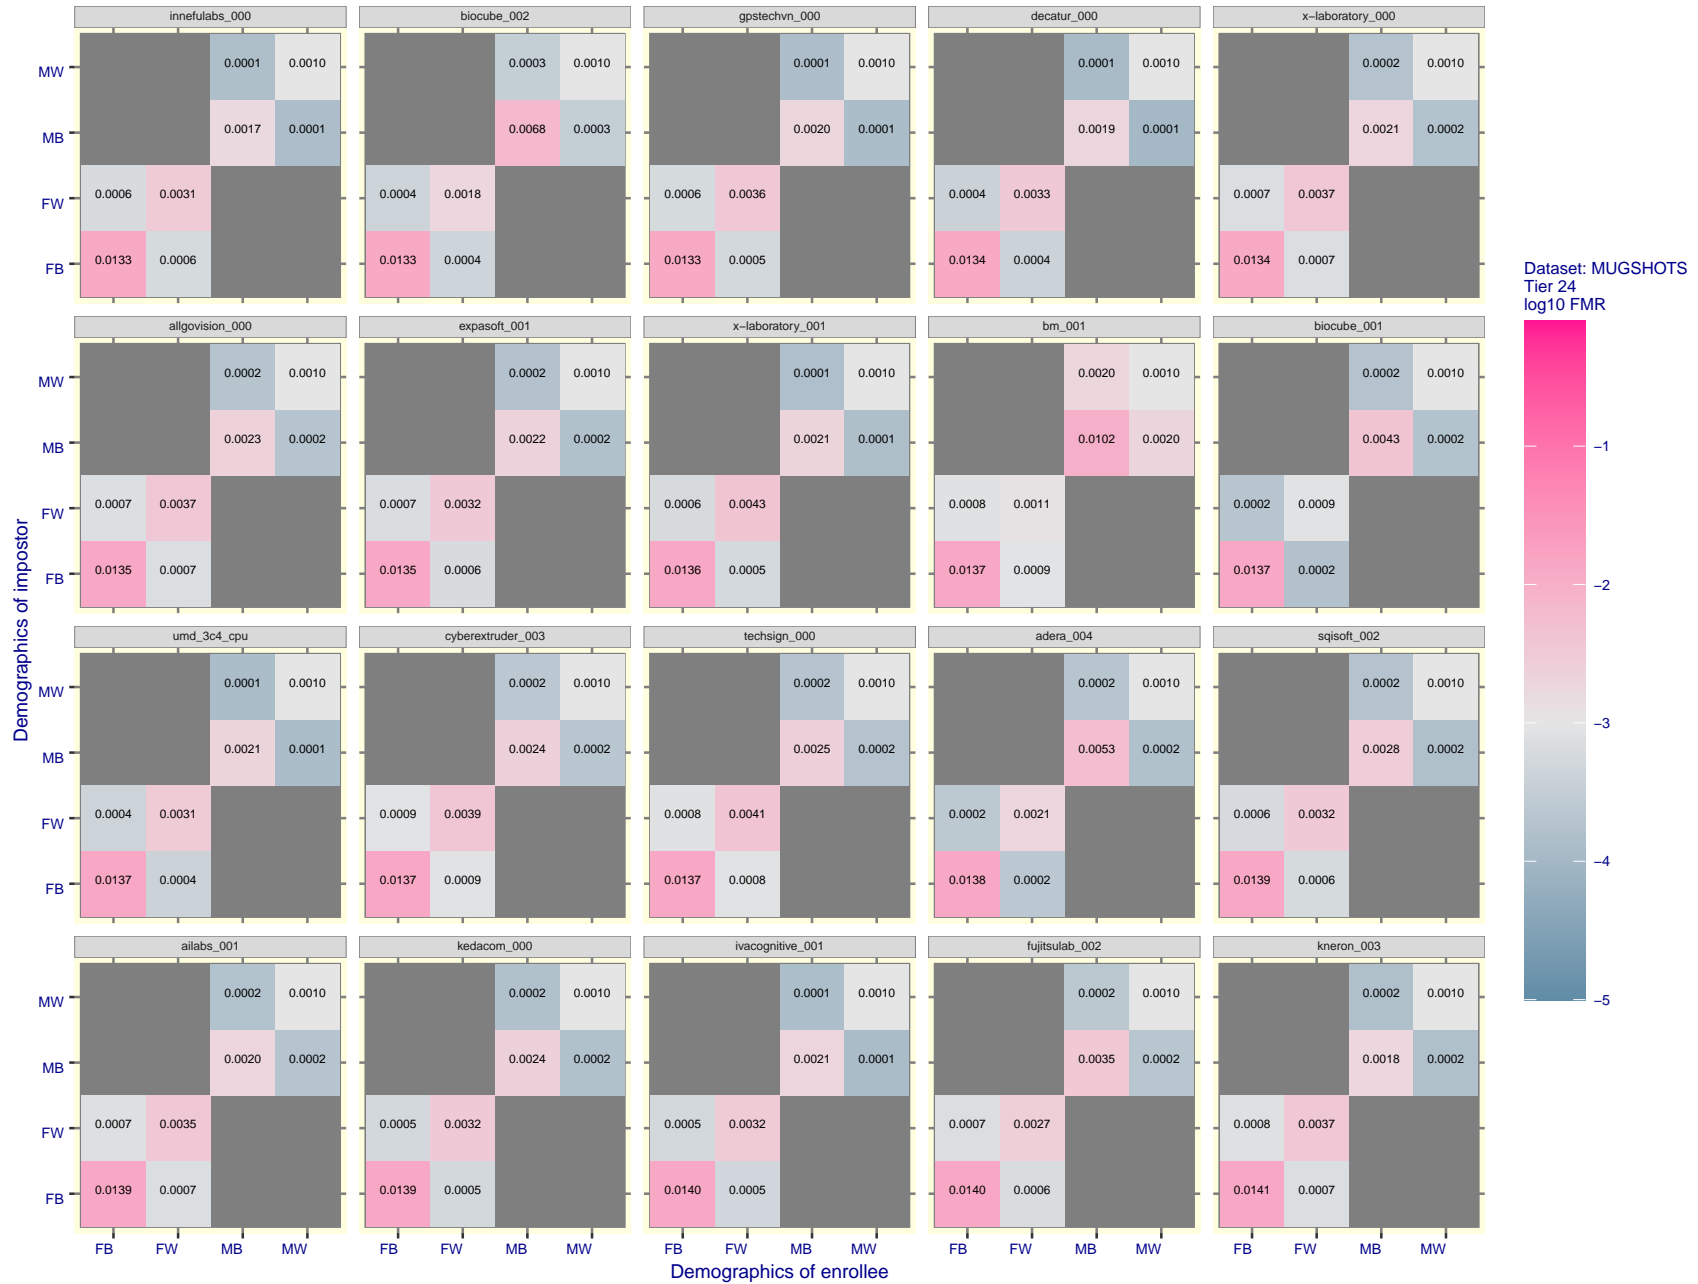 innefulabs_000 biocube_002 gpstechvn_000 decatur_000 x-laboratory_000
MW 0.0001 0.0010 0.0003 0.0010 0.0001 0.0010 0.0001 0.0010 0.0002 0.0010
MB 0.0017 0.0001 0.0068 0.0003 0.0020 0.0001 0.0019 0.0001 0.0021 0.0002
FW 0.0006 0.0031 0.0004 0.0018 0.0006 0.0036 0.0004 0.0033 0.0007 0.0037
FB 0.0133 0.0006 0.0133 0.0004 0.0133 0.0005 0.0134 0.0004 0.0134 0.0007
allgovision_000 expasoft_001 x-laboratory_001 bm_001 biocube_001
MW 0.0002 0.0010 0.0002 0.0010 0.0001 0.0010 0.0020 0.0010 0.0002 0.0010
MB 0.0023 0.0002 0.0022 0.0002 0.0021 0.0001 0.0102 0.0020 0.0043 0.0002
FW 0.0007 0.0037 0.0007 0.0032 0.0006 0.0043 0.0008 0.0011 0.0002 0.0009
FB 0.0135 0.0007 0.0135 0.0006 0.0136 0.0005 0.0137 0.0009 0.0137 0.0002
umd_3c4_cpu cyberextruder_003 techsign_000 adera_004 sqisoft_002
MW 0.0001 0.0010 0.0002 0.0010 0.0002 0.0010 0.0002 0.0010 0.0002 0.0010
MB 0.0021 0.0001 0.0024 0.0002 0.0025 0.0002 0.0053 0.0002 0.0028 0.0002
FW 0.0004 0.0031 0.0009 0.0039 0.0008 0.0041 0.0002 0.0021 0.0006 0.0032
FB 0.0137 0.0004 0.0137 0.0009 0.0137 0.0008 0.0138 0.0002 0.0139 0.0006
ailabs_001 kedacom_000 ivacognitive_001 fujitsulab_002 kneron_003
MW 0.0002 0.0010 0.0002 0.0010 0.0001 0.0010 0.0002 0.0010 0.0002 0.0010
MB 0.0020 0.0002 0.0024 0.0002 0.0021 0.0001 0.0035 0.0002 0.0018 0.0002
FW 0.0007 0.0035 0.0005 0.0032 0.0005 0.0032 0.0007 0.0027 0.0008 0.0037
FB 0.0139 0.0007 0.0139 0.0005 0.0140 0.0005 0.0140 0.0006 0.0141 0.0007
FB FW MB MW FB FW MB MW FB FW MB MW FB FW MB MW FB FW MB MW
Demographics of enrollee
Demographics of impostor
Dataset: MUGSHOTS
Tier 24
log10 FMR
−1
−2
−3
−4
−5